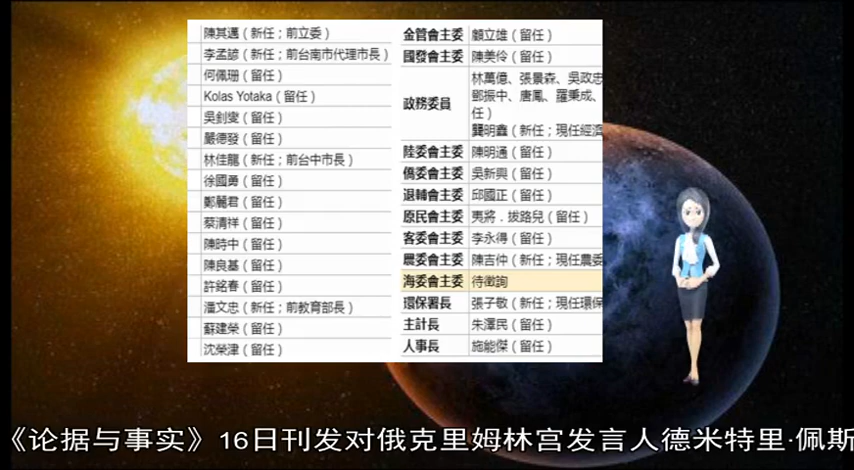 陳其邁（新任；前立委）
李孟諺（新任；前台南市代理市長）
何佩珊（留任）
Kolas Yotaka（留任）
吳釗燮（留任）
嚴德發（留任）
林佳龍（新任；前台中市長）
徐國勇（留任）
鄭麗君（留任）
蔡清祥（留任）
陳時中（留任）
陳良基（留任）
許銘春（留任）
潘文忠（新任；前教育部長）
蘇建榮（留任）
沈榮津（留任）
金管會主委 顧立雄（留任）
國發會主委 陳美伶（留任）
政務委員
林萬億、張景森、吳政忠
鄧振中、唐鳳、羅秉成、
任）
龔明鑫（新任；現任經濟
陸委會主委 陳明通（留任）
僑委會主委 吳新興（留任）
退輔會主委 邱國正（留任）
原民會主委 夷將．拔路兒（留任）
客委會主委 李永得（留任）
農委會主委 陳吉仲（新任；現任農委
海委會主委 待徵詢
環保署長 張子敬（新任；現任環保
主計長 朱澤民（留任）
人事長 施能傑（留任）
《论据与事实》16日刊发对俄克里姆林宫发言人德米特里·佩斯